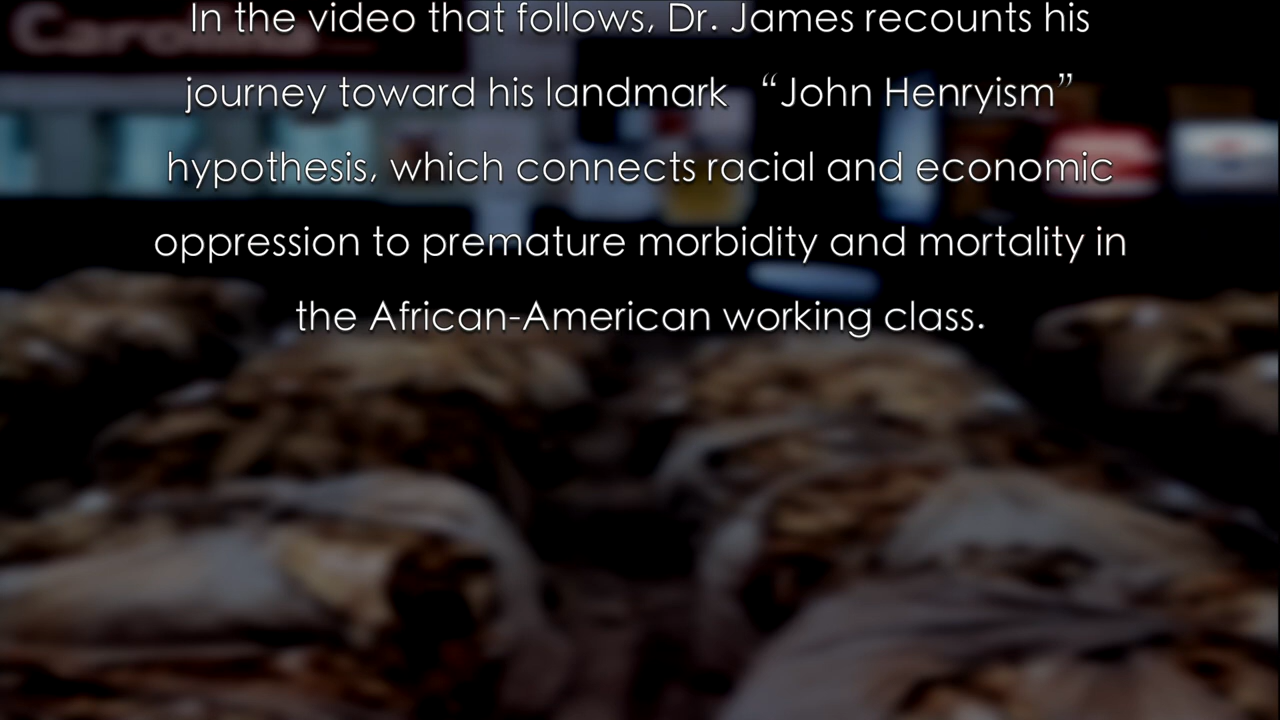 Carolina
In the video that follows, Dr. James recounts his
journey toward his landmark “John Henryism”
hypothesis, which connects racial and economic
oppression to premature morbidity and mortality in
the African-American working class.